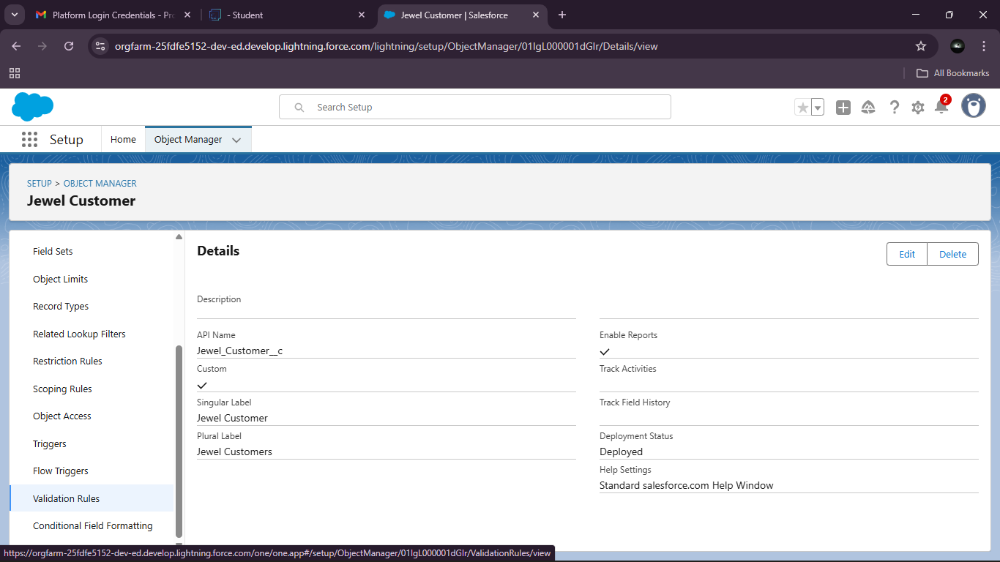 Platform Login Credentials - Pro
- Student
Jewel Customer | Salesforce
orgfarm-25fdfe5152-dev-ed.develop.lightning.force.com/lightning/setup/ObjectManager/01IgL000001dGlr/Details/view
All Bookmarks
Search Setup
2
Setup
Home
Object Manager
SETUP > OBJECT MANAGER
Jewel Customer
Field Sets
Object Limits
Record Types
Related Lookup Filters
Restriction Rules
Scoping Rules
Object Access
Triggers
Flow Triggers
Validation Rules
Conditional Field Formatting
Details
Edit
Delete
Description
API Name
Jewel_Customer__c
Custom
Singular Label
Jewel Customer
Plural Label
Jewel Customers
Enable Reports
Track Activities
Track Field History
Deployment Status
Deployed
Help Settings
Standard salesforce.com Help Window
https://orgfarm-25fdfe5152-dev-ed.develop.lightning.force.com/one/one.app#/setup/ObjectManager/01IgL000001dGlr/ValidationRules/view